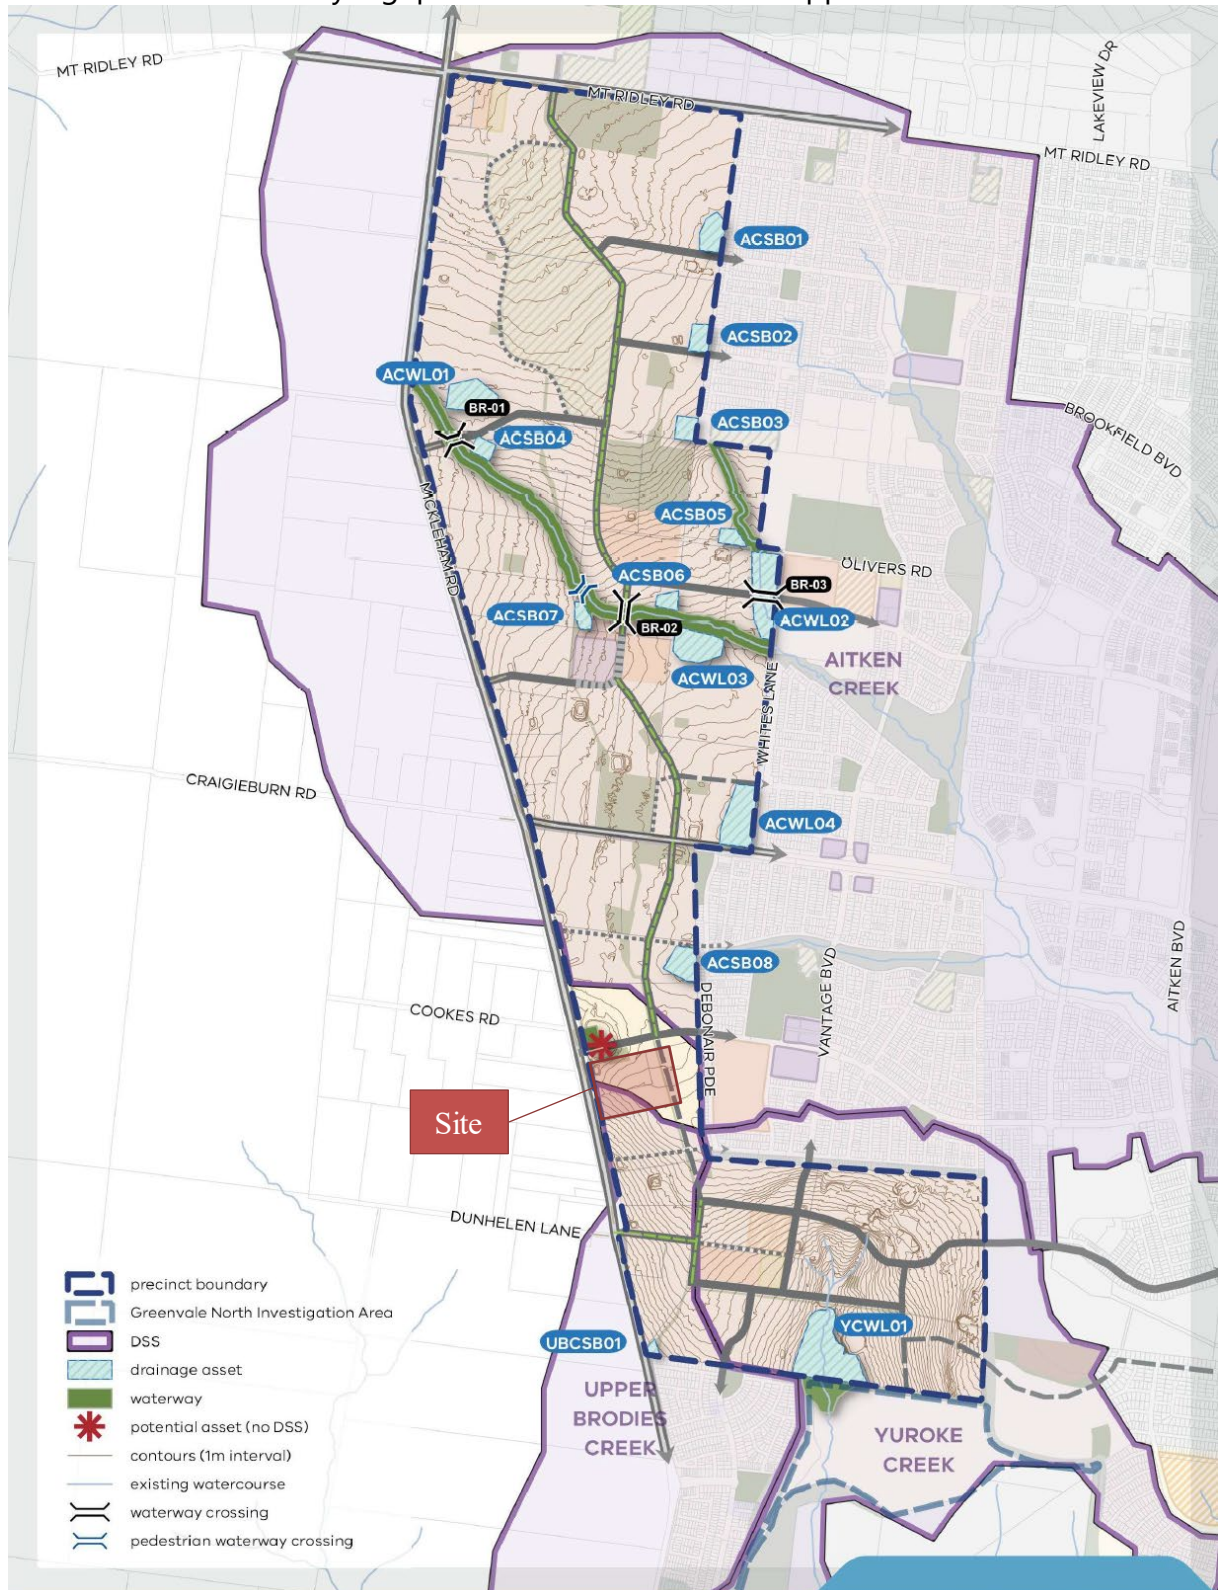 MT RIDLEY RD
LAKEVIEW DR
MT RIDLEY RD
MT RIDLEY RD
ACSB01
ACSB02
ACWL01
BR-01
ACSB03
ACSB04
BROOKFIELD BVD
MICKLEHAM RD
ACSB05
OLIVERS RD
ACSB06
BR-03
ACSB07
BR-02
ACWL02
ACWL03
AITKEN
CREEK
WHITES LANE
CRAIGIEBURN RD
ACWL04
ACSB08
VANTAGE BVD
AITKEN BVD
COOKES RD
DEBONAIR PDE
Site
DUNHELEN LANE
UBCSB01
YCWL01
UPPER
BRODIES
CREEK
YUROKE
CREEK
precinct boundary
Greenvale North Investigation Area
DSS
drainage asset
waterway
potential asset (no DSS)
contours (1m interval)
existing watercourse
waterway crossing
pedestrian waterway crossing